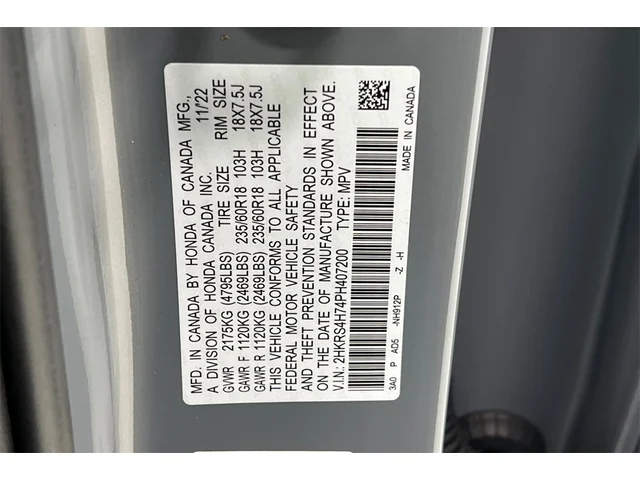 MFD. IN CANADA BY HONDA OF CANADA MFG.,
A DIVISION OF HONDA CANADA INC. 11/22
GVWR 2175KG (4795LBS) TIRE SIZE RIM SIZE
GAWR F 1120KG (2469LBS) 235/60R18 103H 18X7.5J
GAWR R 1120KG (2469LBS) 235/60R18 103H 18X7.5J
THIS VEHICLE CONFORMS TO ALL APPLICABLE
FEDERAL MOTOR VEHICLE SAFETY
AND THEFT PREVENTION STANDARDS IN EFFECT
ON THE DATE OF MANUFACTURE SHOWN ABOVE.
V.I.N.: 2HKRS4H74PH407200 TYPE: MPV
3A0 P AD5 -NH912P -Z -H MADE IN CANADA